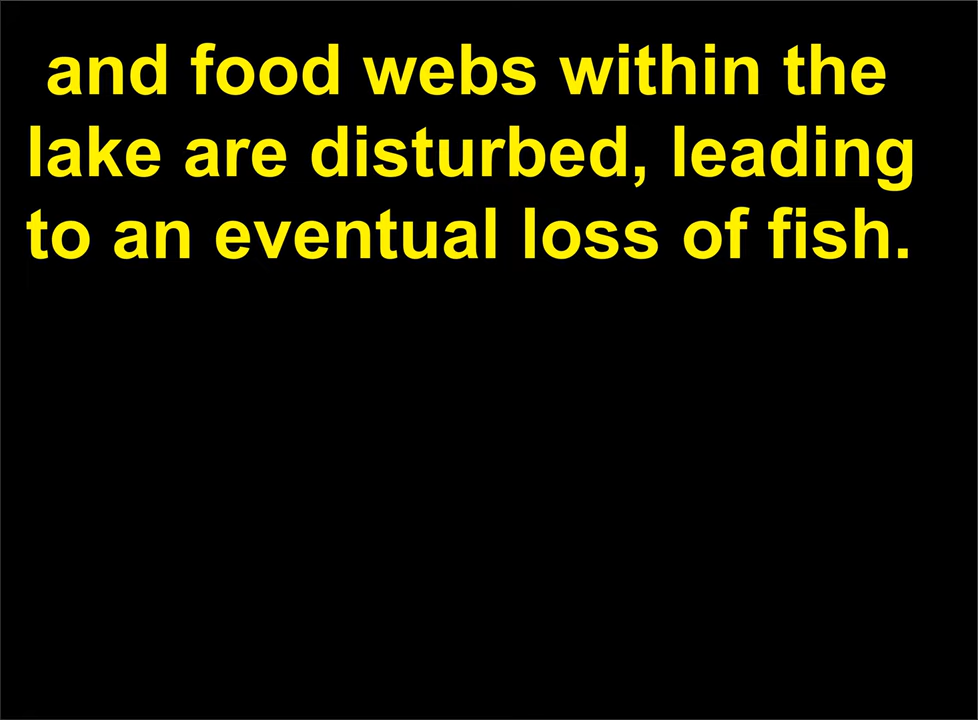 and food webs within the
lake are disturbed, leading
to an eventual loss of fish.